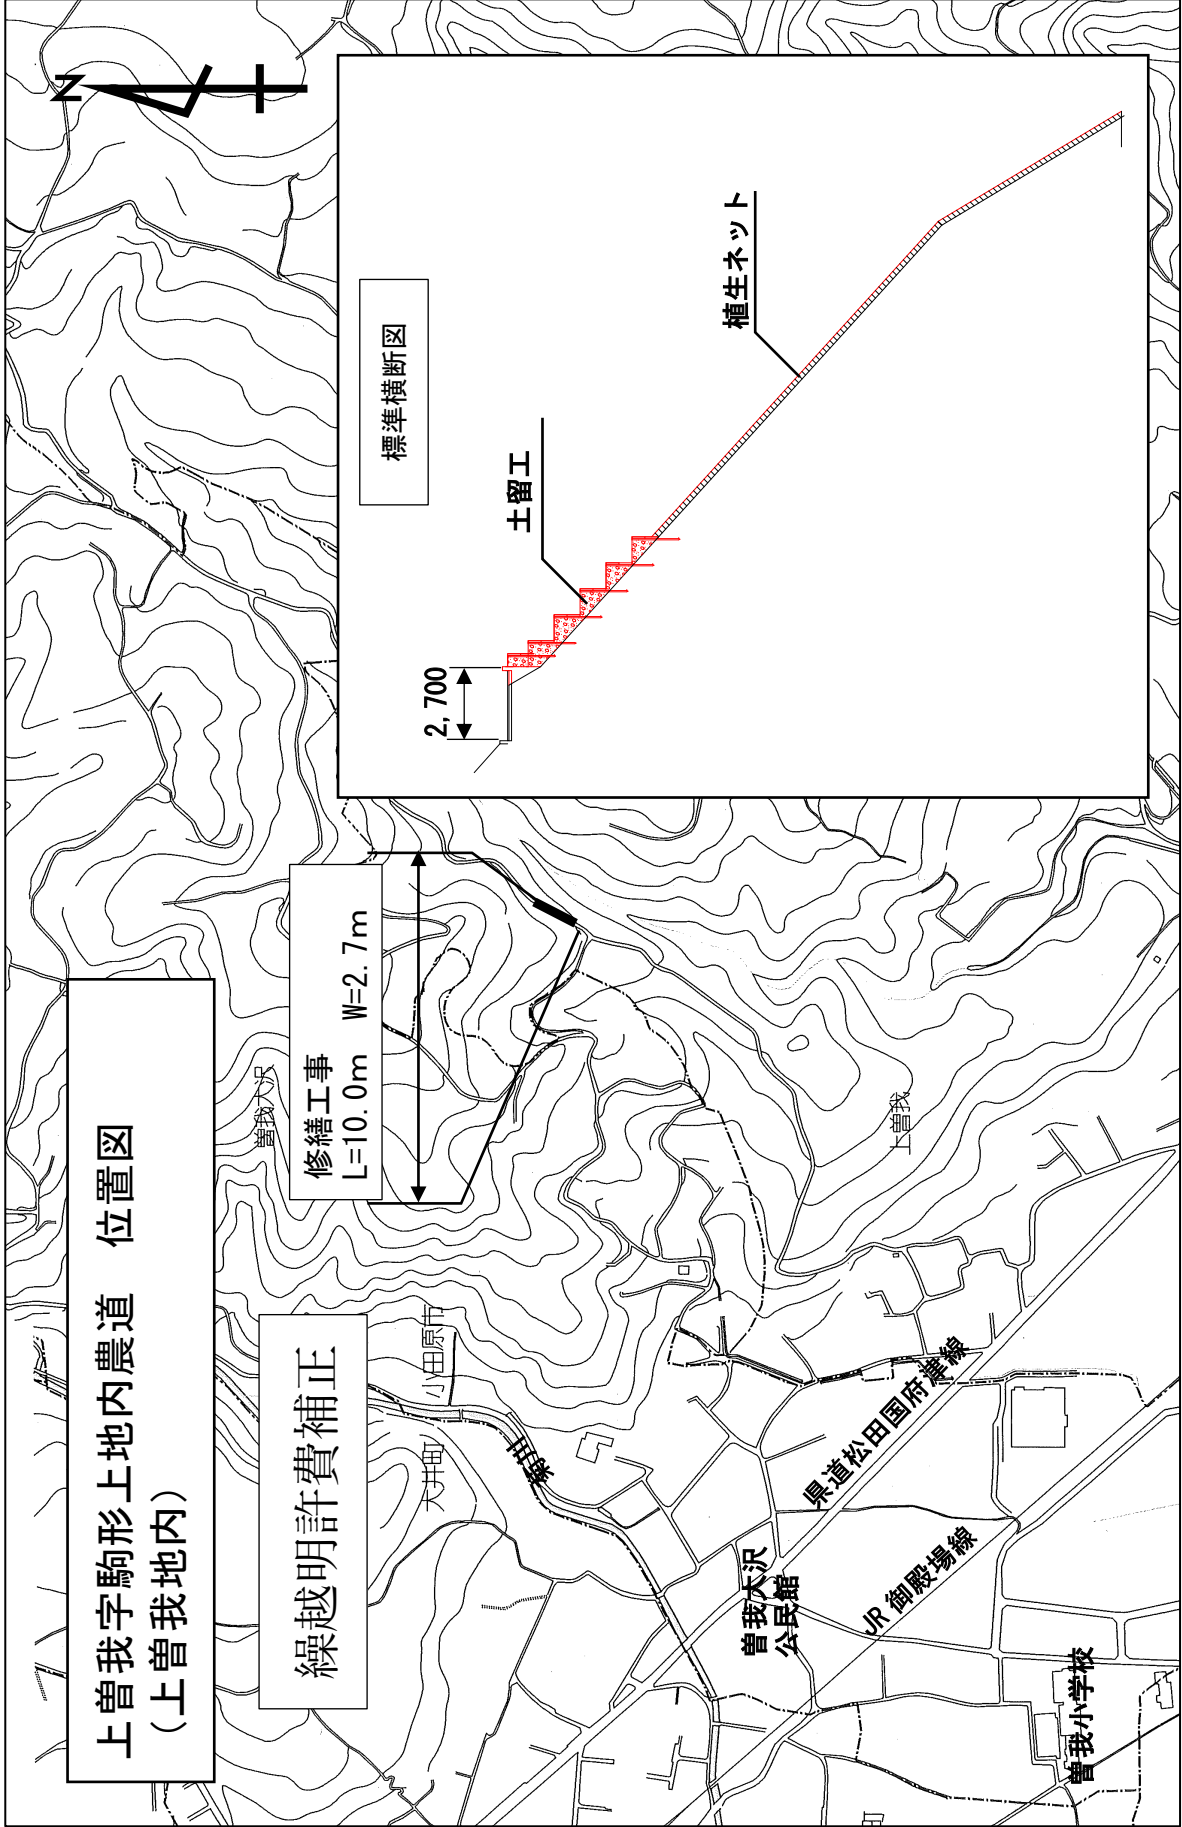 上曽我字駒形上地内農道　位置図
（上曽我地内）
繰越明許費補正
修繕工事
L=10.0m　W=2.7m
標準横断図
2,700
土留工
植生ネット
N
曽我大沢
小田原市
大井町
菊川
上曽我
県道松田国府津線
JR御殿場線
曽我大沢
公民館
曽我小学校